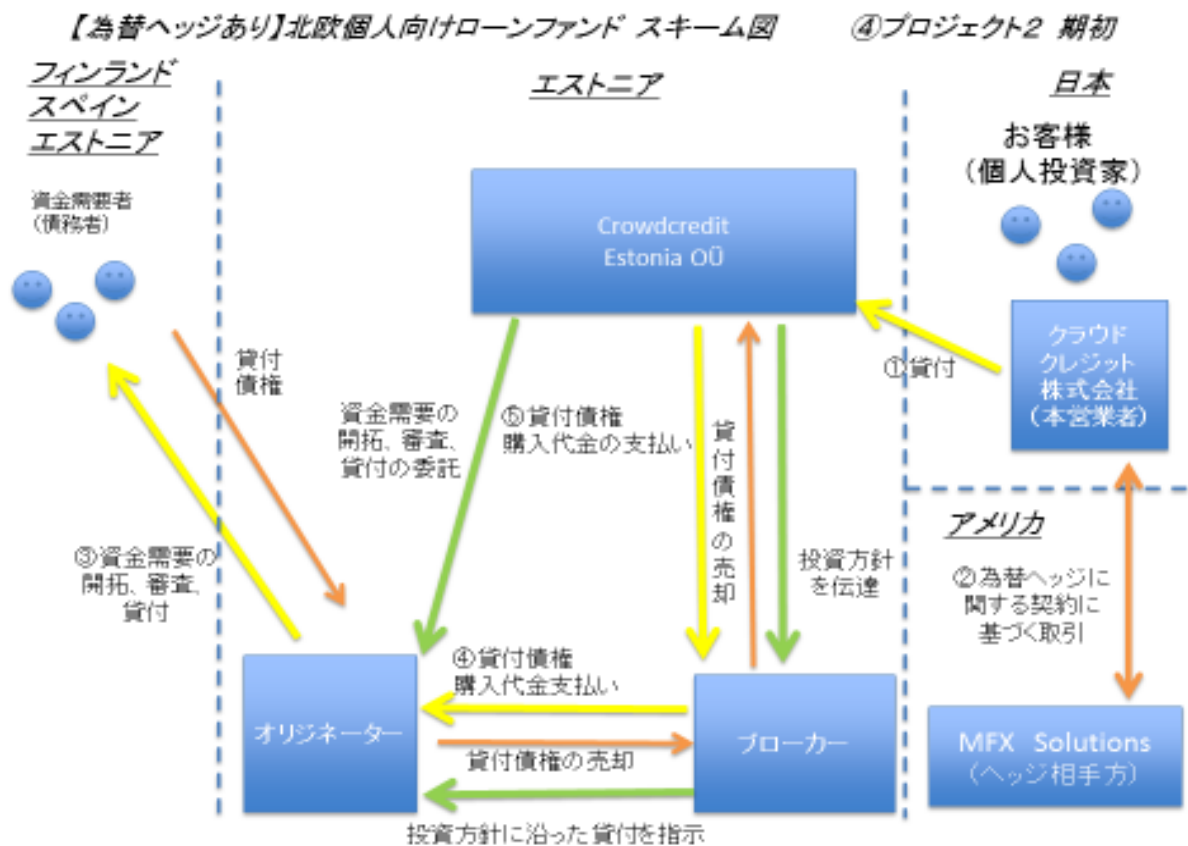 【為替ヘッジあり】北欧個人向けローンファンド スキーム図 ④プロジェクト2 期初
フィンランド
スペイン
エストニア
エストニア
日本
お客様
(個人投資家)
資金需要者
(債務者)
Crowdcredit
Estonia OÜ
クラウド
クレジット
株式会社
(本営業者)
①貸付
貸付
債権
資金需要の
開拓、審査、
貸付の委託
⑤貸付債権
購入代金の支払い
貸付債権の売却
投資方針
を伝達
アメリカ
②為替ヘッジに
関する契約に
基づく取引
③資金需要の
開拓、審査、
貸付
④貸付債権
購入代金支払い
オリジネーター
貸付債権の売却
ブローカー
MFX Solutions
(ヘッジ相手方)
投資方針に沿った貸付を指示